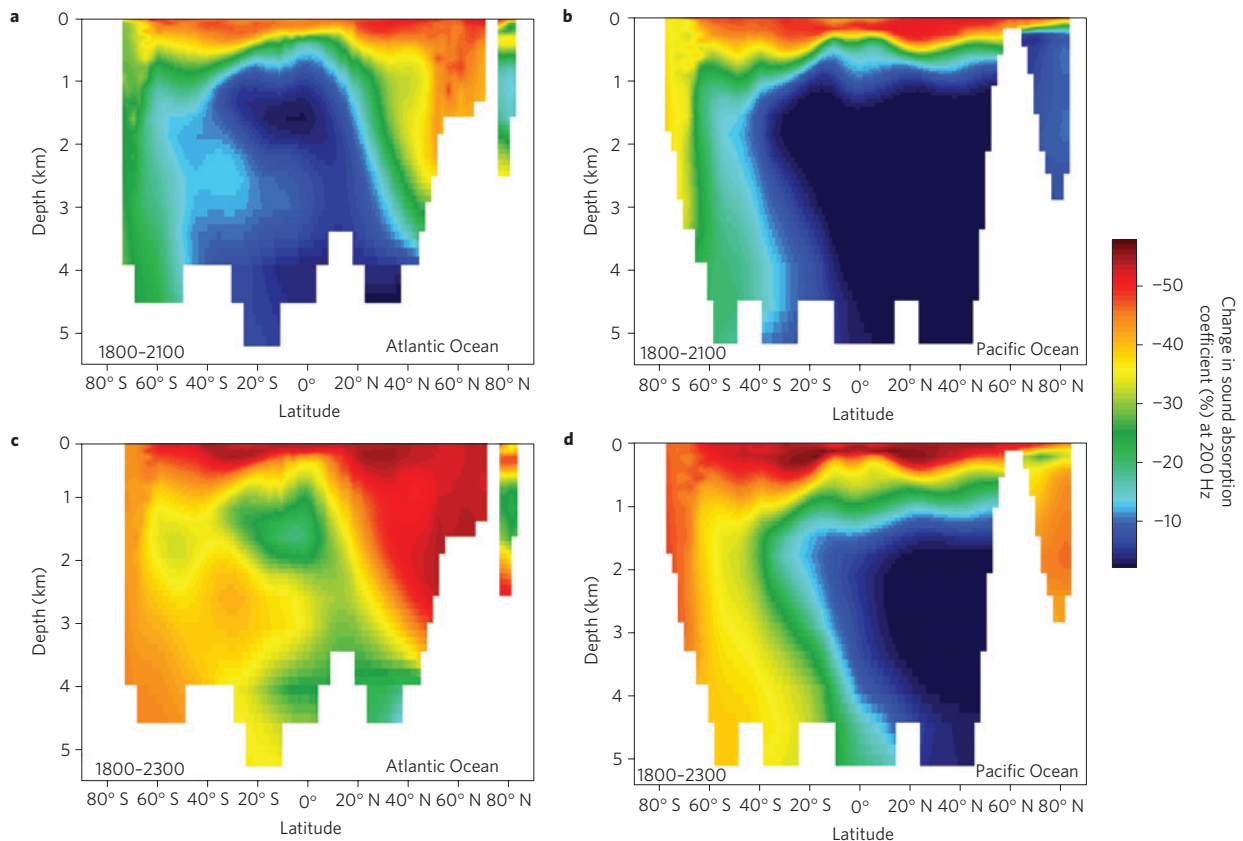 a
0
1
2
3
4
5
Depth (km)
1800–2100
Atlantic Ocean
80° S 60° S 40° S 20° S 0° 20° N 40° N 60° N 80° N
Latitude
b
0
1
2
3
4
5
Depth (km)
1800–2100
Pacific Ocean
80° S 60° S 40° S 20° S 0° 20° N 40° N 60° N 80° N
Latitude
c
0
1
2
3
4
5
Depth (km)
1800–2300
Atlantic Ocean
80° S 60° S 40° S 20° S 0° 20° N 40° N 60° N 80° N
Latitude
d
0
1
2
3
4
5
Depth (km)
1800–2300
Pacific Ocean
80° S 60° S 40° S 20° S 0° 20° N 40° N 60° N 80° N
Latitude
−50
−40
−30
−20
−10
Change in sound absorption
coefficient (%) at 200 Hz